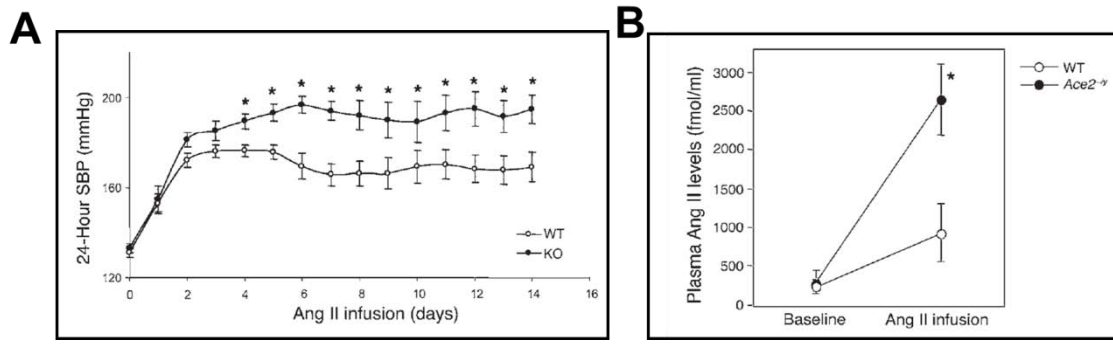 A
24-Hour SBP (mmHg)
200
160
120
* * * * * * * * * * *
WT
KO
0 2 4 6 8 10 12 14 16
Ang II infusion (days)
B
Plasma Ang II levels (fmol/ml)
3000
2500
2000
1500
1000
500
0
*
Baseline Ang II infusion
WT
Ace2⁻/ʸ